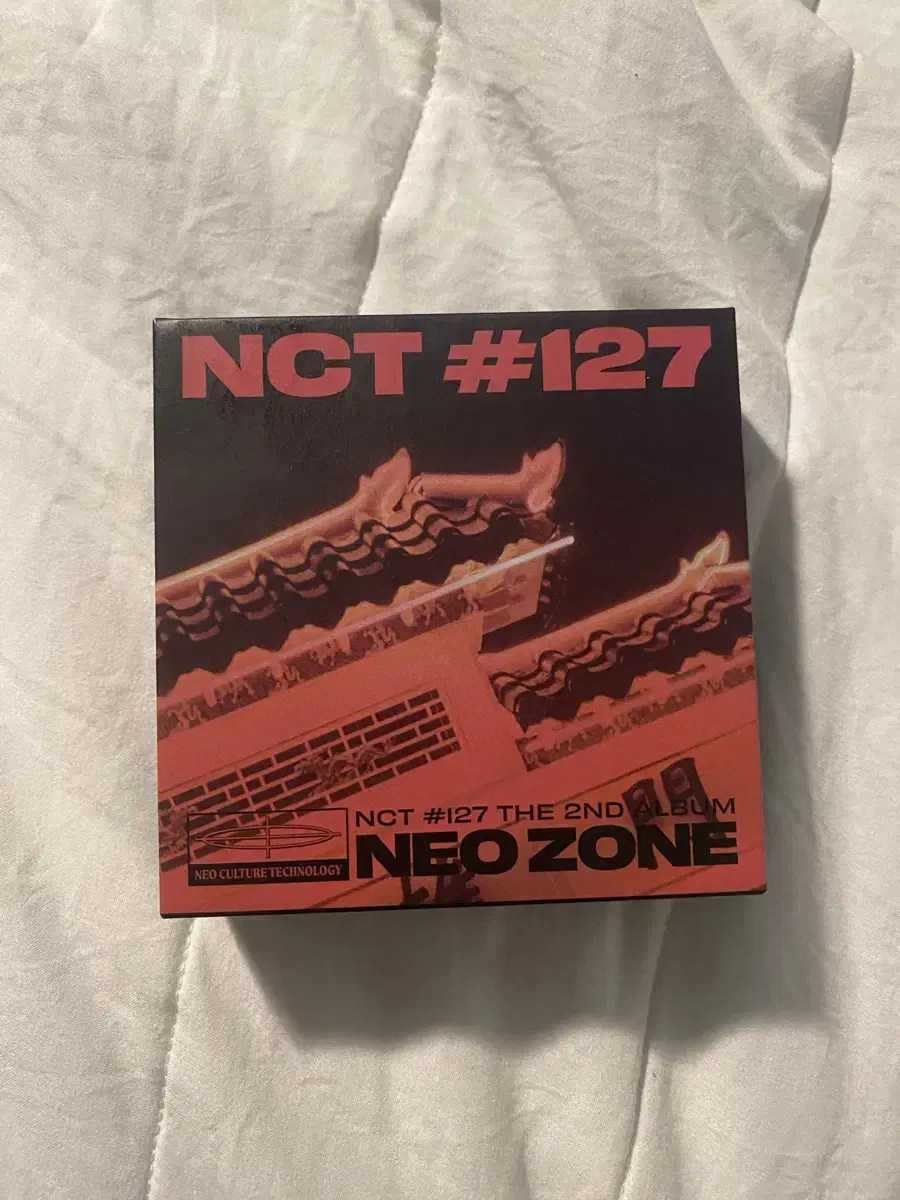 NCT #127
NCT #127 THE 2ND ALBUM
NEO ZONE
NEO CULTURE TECHNOLOGY